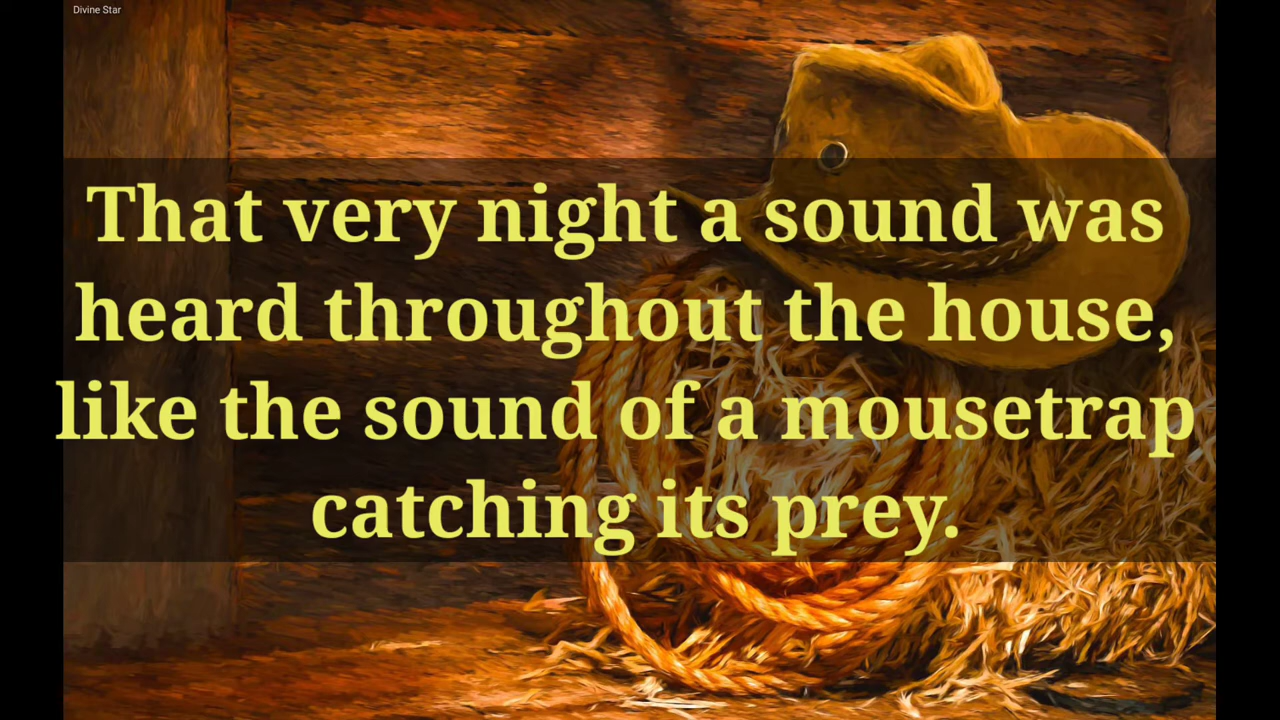 Divine Star
That very night a sound was
heard throughout the house,
like the sound of a mousetrap
catching its prey.